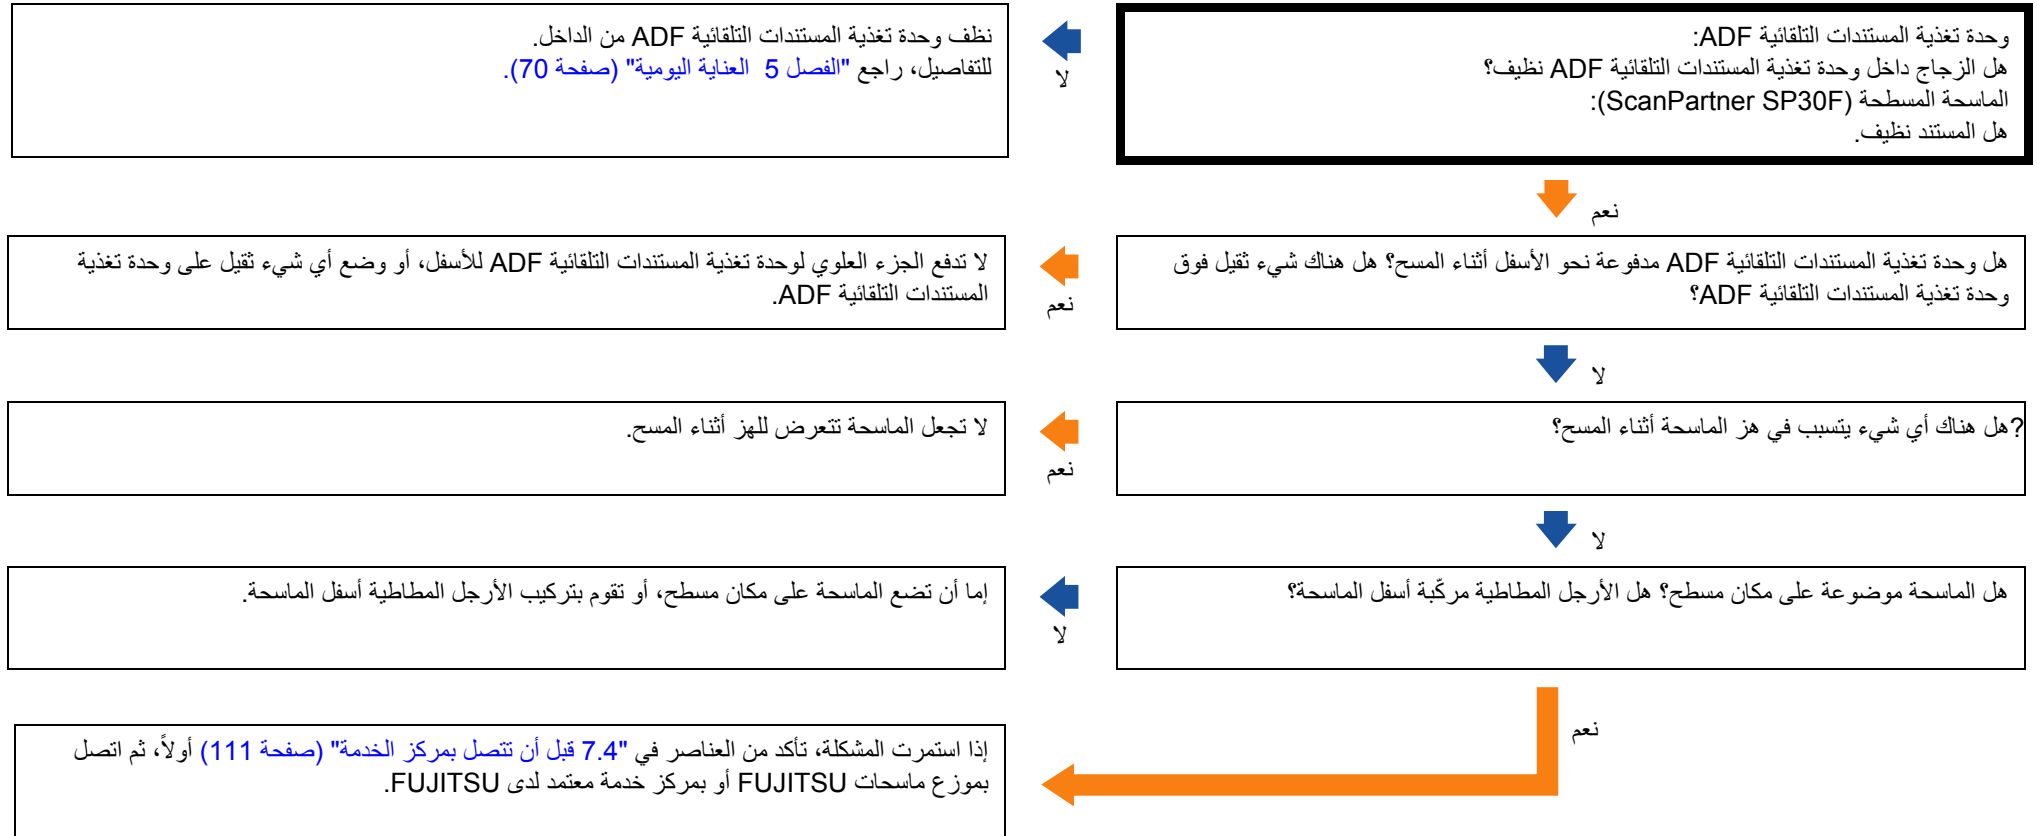 وحدة تغذية المستندات التلقائية ADF:
هل الزجاج داخل وحدة تغذية المستندات التلقائية ADF نظيف؟
الماسحة المسطحة (ScanPartner SP30F):
هل المستند نظيف.
لا
نظف وحدة تغذية المستندات التلقائية ADF من الداخل.
للتفاصيل، راجع "الفصل 5 العناية اليومية" (صفحة 70).
نعم
هل وحدة تغذية المستندات التلقائية ADF مدفوعة نحو الأسفل أثناء المسح؟ هل هناك شيء ثقيل فوق
وحدة تغذية المستندات التلقائية ADF؟
نعم
لا تدفع الجزء العلوي لوحدة تغذية المستندات التلقائية ADF للأسفل، أو وضع أي شيء ثقيل على وحدة تغذية
المستندات التلقائية ADF.
لا
?هل هناك أي شيء يتسبب في هز الماسحة أثناء المسح؟
نعم
لا تجعل الماسحة تتعرض للهز أثناء المسح.
لا
هل الماسحة موضوعة على مكان مسطح؟ هل الأرجل المطاطية مركّبة أسفل الماسحة؟
لا
إما أن تضع الماسحة على مكان مسطح، أو تقوم بتركيب الأرجل المطاطية أسفل الماسحة.
نعم
إذا استمرت المشكلة، تأكد من العناصر في "7.4 قبل أن تتصل بمركز الخدمة" (صفحة 111) أولاً، ثم اتصل
بموزع ماسحات FUJITSU أو بمركز خدمة معتمد لدى FUJITSU.